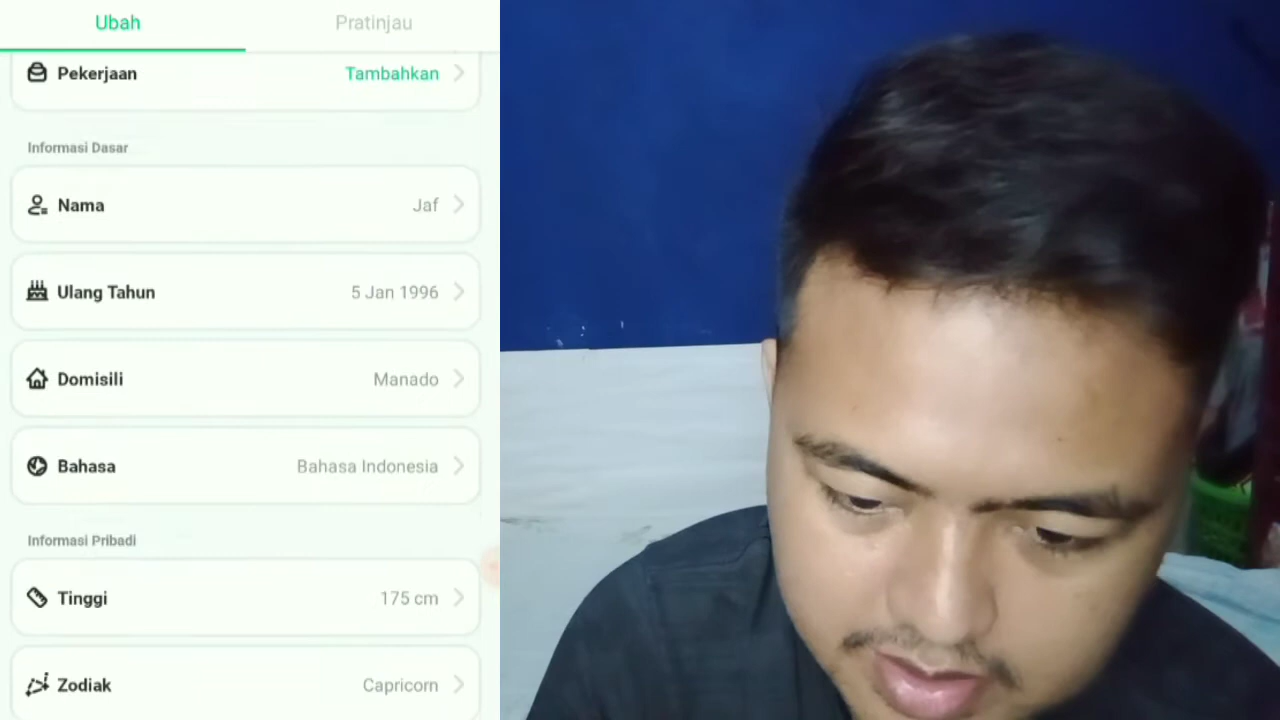 Ubah Pratinjau
Pekerjaan Tambahkan
Informasi Dasar
Nama Jaf
Ulang Tahun 5 Jan 1996
Domisili Manado
Bahasa Bahasa Indonesia
Informasi Pribadi
Tinggi 175 cm
Zodiak Capricorn